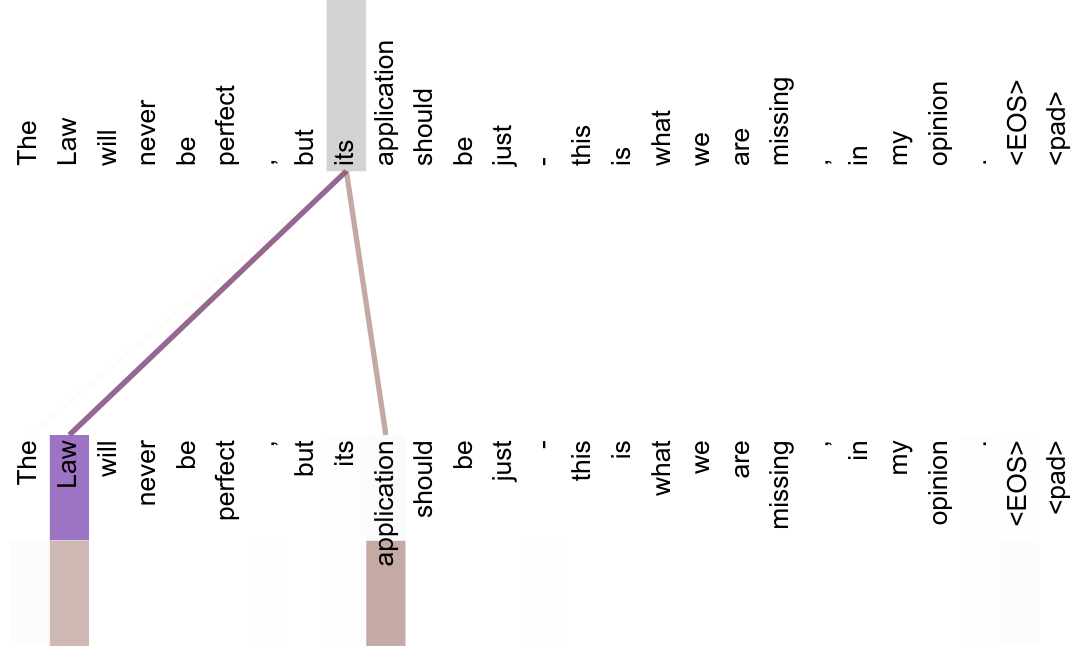 The Law will never be perfect , but its application should be just - this is what we are missing , in my opinion . <EOS> <pad>
The Law will never be perfect , but its application should be just - this is what we are missing , in my opinion . <EOS> <pad>